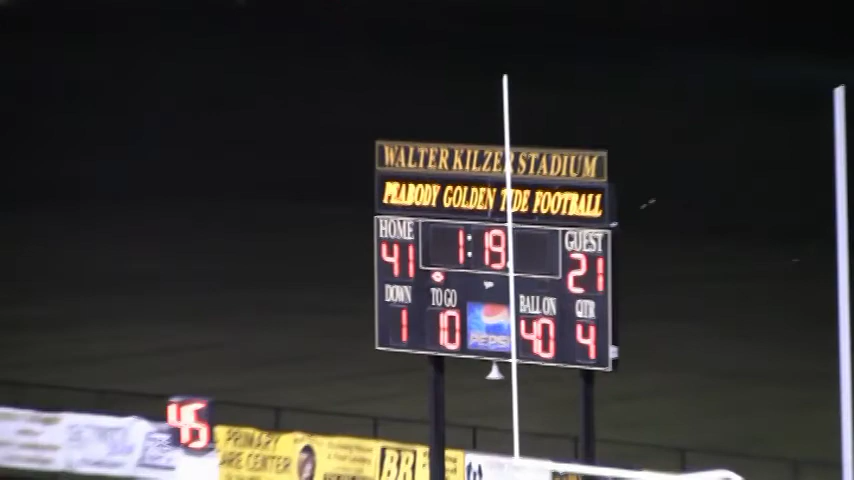 WALTER KILZER STADIUM
PEABODY GOLDEN TIDE FOOTBALL
HOME 1:19 GUEST
41 21
DOWN TO GO BALL ON QTR
1 10 PEPSI 40 4
45
PRIMARY
CARE CENTER
BR